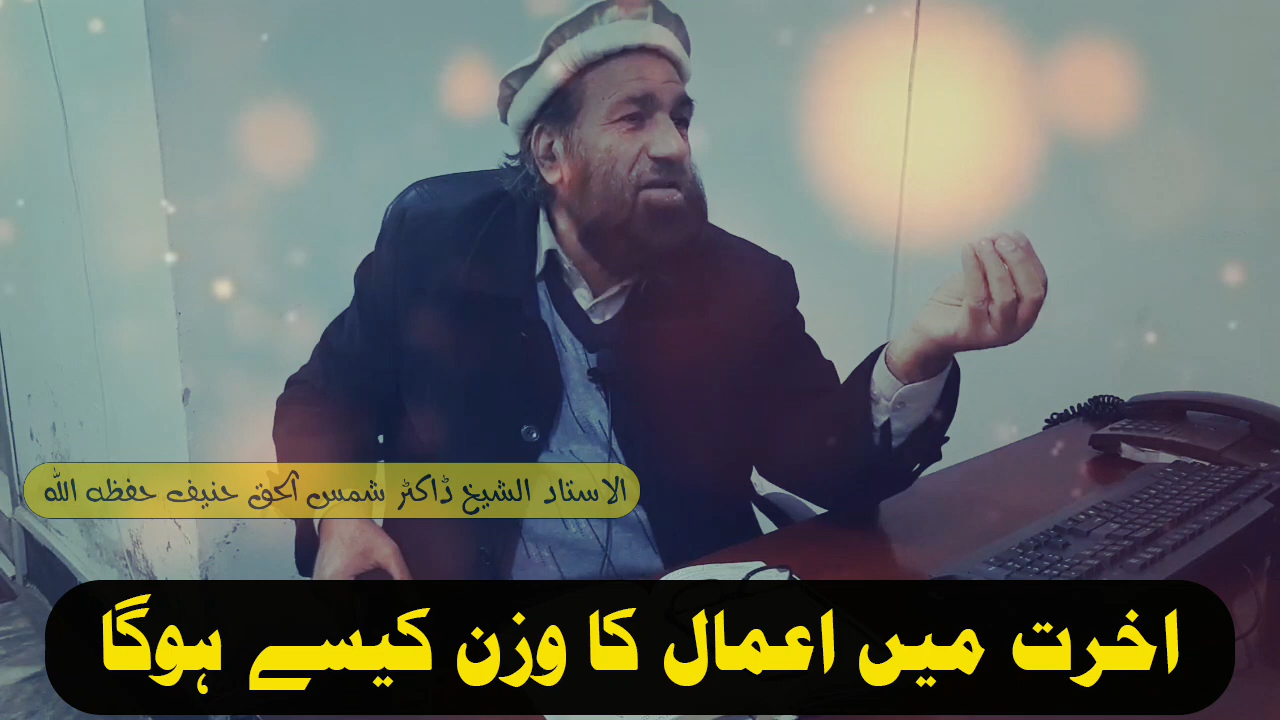 الاستاد الشیخ ڈاکٹر شمس الحق حنیف حفظہ اللہ
اخرت میں اعمال کا وزن کیسے ہوگا